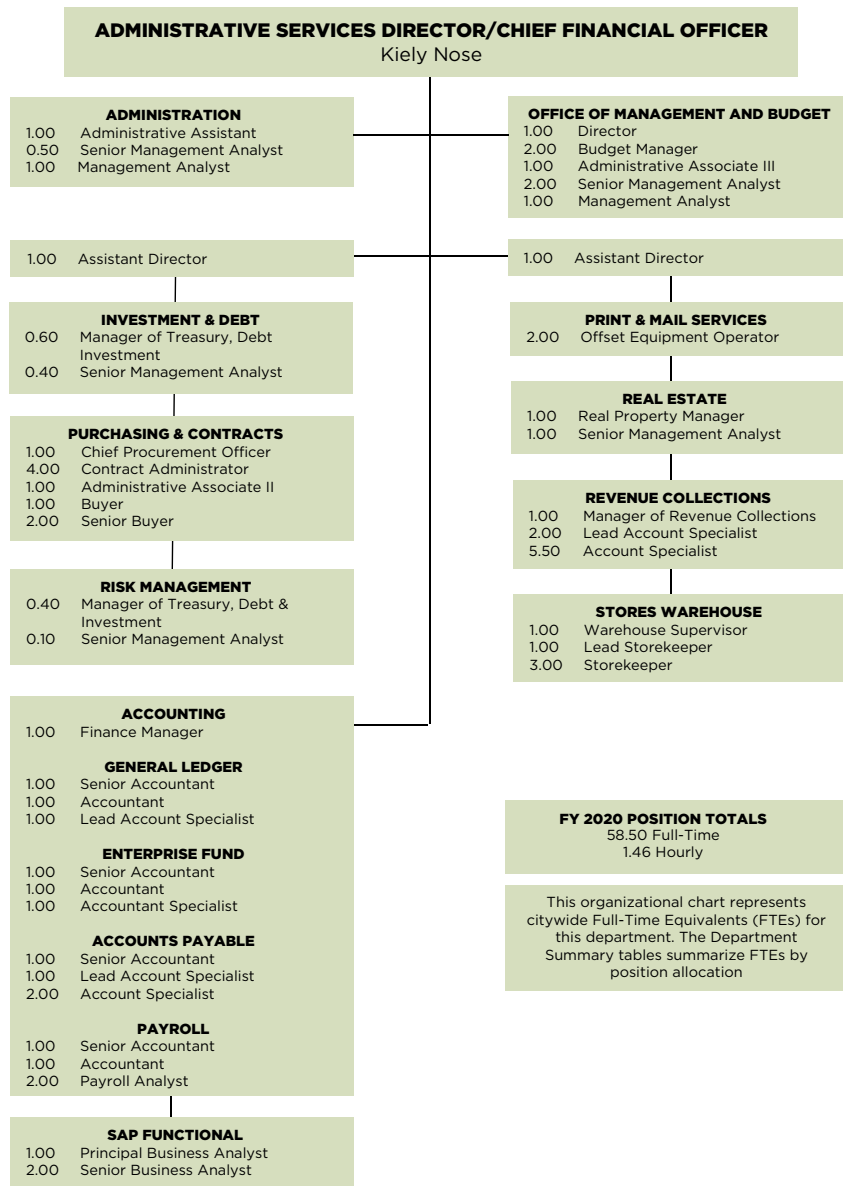 ADMINISTRATIVE SERVICES DIRECTOR/CHIEF FINANCIAL OFFICER
Kiely Nose
ADMINISTRATION
1.00 Administrative Assistant
0.50 Senior Management Analyst
1.00 Management Analyst
OFFICE OF MANAGEMENT AND BUDGET
1.00 Director
2.00 Budget Manager
1.00 Administrative Associate III
2.00 Senior Management Analyst
1.00 Management Analyst
1.00 Assistant Director
INVESTMENT & DEBT
0.60 Manager of Treasury, Debt
Investment
0.40 Senior Management Analyst
PURCHASING & CONTRACTS
1.00 Chief Procurement Officer
4.00 Contract Administrator
1.00 Administrative Associate II
1.00 Buyer
2.00 Senior Buyer
RISK MANAGEMENT
0.40 Manager of Treasury, Debt &
Investment
0.10 Senior Management Analyst
1.00 Assistant Director
PRINT & MAIL SERVICES
2.00 Offset Equipment Operator
REAL ESTATE
1.00 Real Property Manager
1.00 Senior Management Analyst
REVENUE COLLECTIONS
1.00 Manager of Revenue Collections
2.00 Lead Account Specialist
5.50 Account Specialist
STORES WAREHOUSE
1.00 Warehouse Supervisor
1.00 Lead Storekeeper
3.00 Storekeeper
ACCOUNTING
1.00 Finance Manager
GENERAL LEDGER
1.00 Senior Accountant
1.00 Accountant
1.00 Lead Account Specialist
ENTERPRISE FUND
1.00 Senior Accountant
1.00 Accountant
1.00 Accountant Specialist
ACCOUNTS PAYABLE
1.00 Senior Accountant
1.00 Lead Account Specialist
2.00 Account Specialist
PAYROLL
1.00 Senior Accountant
1.00 Accountant
2.00 Payroll Analyst
SAP FUNCTIONAL
1.00 Principal Business Analyst
2.00 Senior Business Analyst
FY 2020 POSITION TOTALS
58.50 Full-Time
1.46 Hourly
This organizational chart represents
citywide Full-Time Equivalents (FTEs) for
this department. The Department
Summary tables summarize FTEs by
position allocation